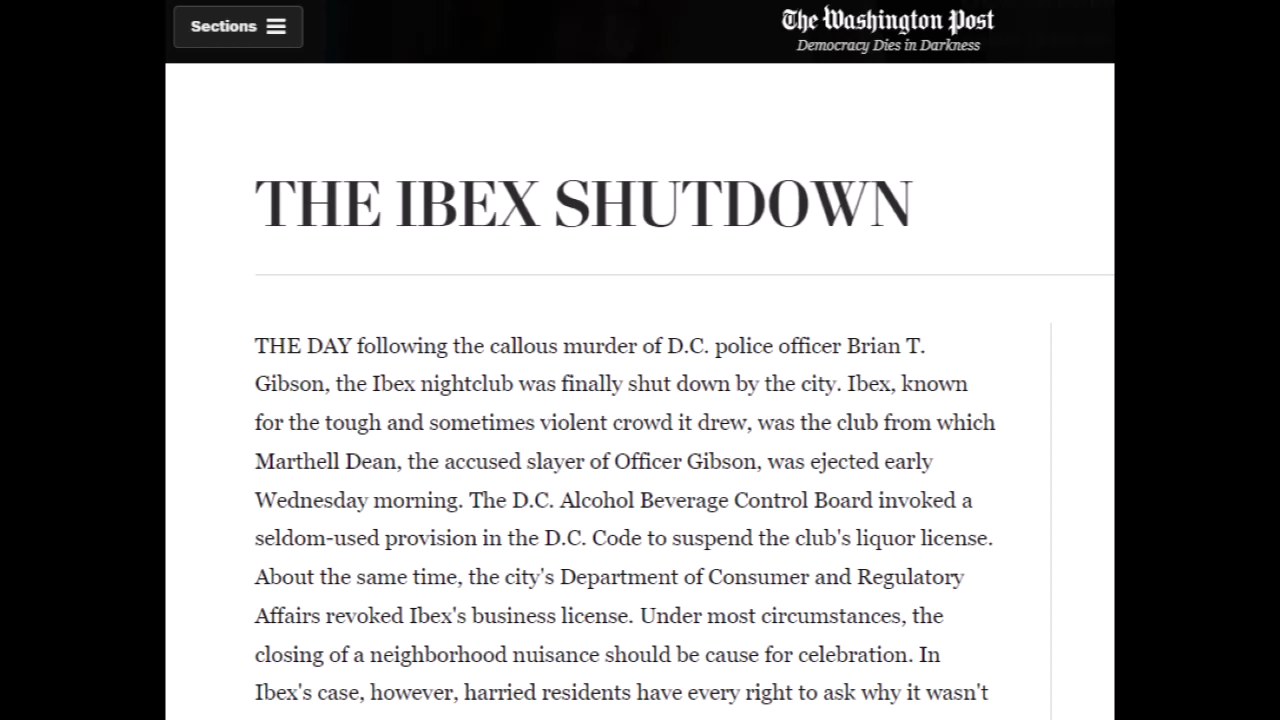 Sections
The Washington Post
Democracy Dies in Darkness
THE IBEX SHUTDOWN
THE DAY following the callous murder of D.C. police officer Brian T.
Gibson, the Ibex nightclub was finally shut down by the city. Ibex, known
for the tough and sometimes violent crowd it drew, was the club from which
Marthell Dean, the accused slayer of Officer Gibson, was ejected early
Wednesday morning. The D.C. Alcohol Beverage Control Board invoked a
seldom-used provision in the D.C. Code to suspend the club's liquor license.
About the same time, the city's Department of Consumer and Regulatory
Affairs revoked Ibex's business license. Under most circumstances, the
closing of a neighborhood nuisance should be cause for celebration. In
Ibex's case, however, harried residents have every right to ask why it wasn't